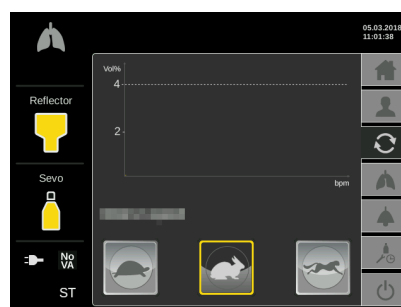 05.03.2018
11:01:38
Vol%
4
2
bpm
Reflector
Sevo
No
VA
ST